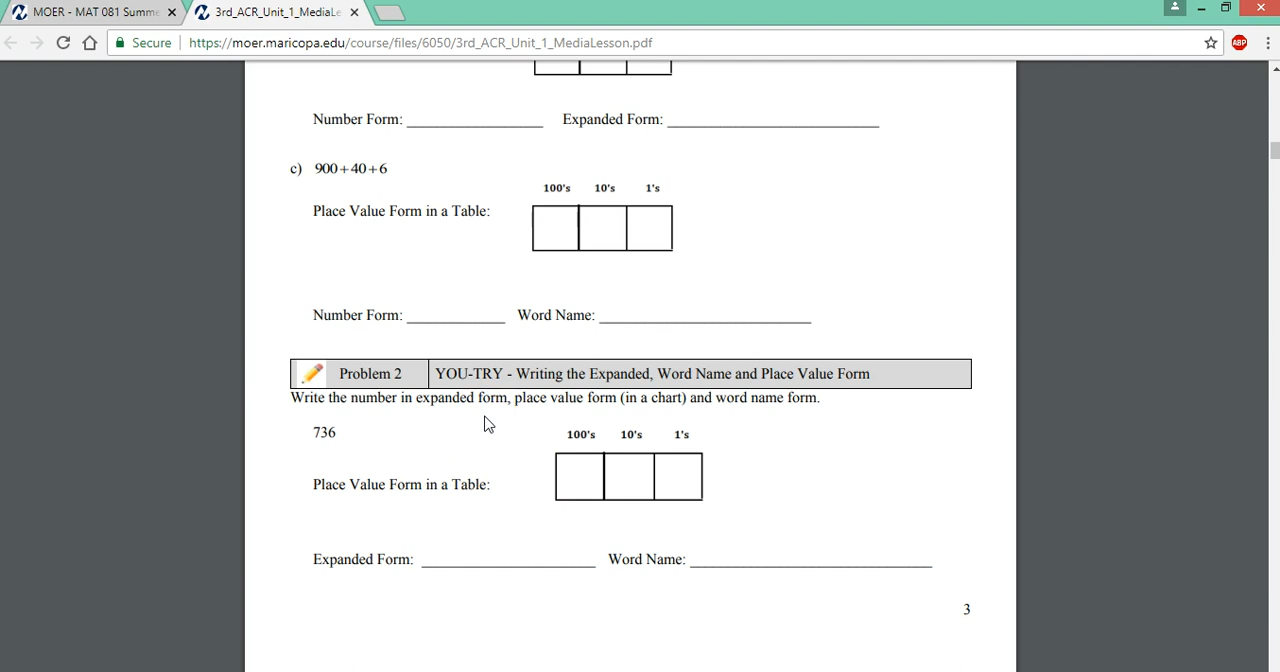 MOER - MAT 081 Summe
3rd_ACR_Unit_1_MediaLe
Secure
https://moer.maricopa.edu/course/files/6050/3rd_ACR_Unit_1_MediaLesson.pdf
ABP
Number Form: Expanded Form:
c) 900+40+6
100's 10's 1's
Place Value Form in a Table:
Number Form: Word Name:
Problem 2 YOU-TRY - Writing the Expanded, Word Name and Place Value Form
Write the number in expanded form, place value form (in a chart) and word name form.
736
100's 10's 1's
Place Value Form in a Table:
Expanded Form: Word Name:
3